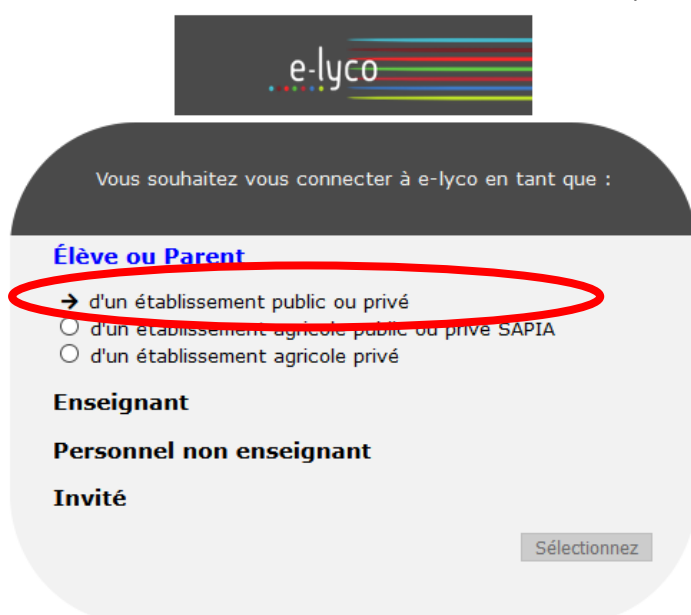 e-lyco
Vous souhaitez vous connecter à e-lyco en tant que :
Élève ou Parent
d'un établissement public ou privé
d'un établissement agricole public ou privé SAPIA
d'un établissement agricole privé
Enseignant
Personnel non enseignant
Invité
Sélectionnez